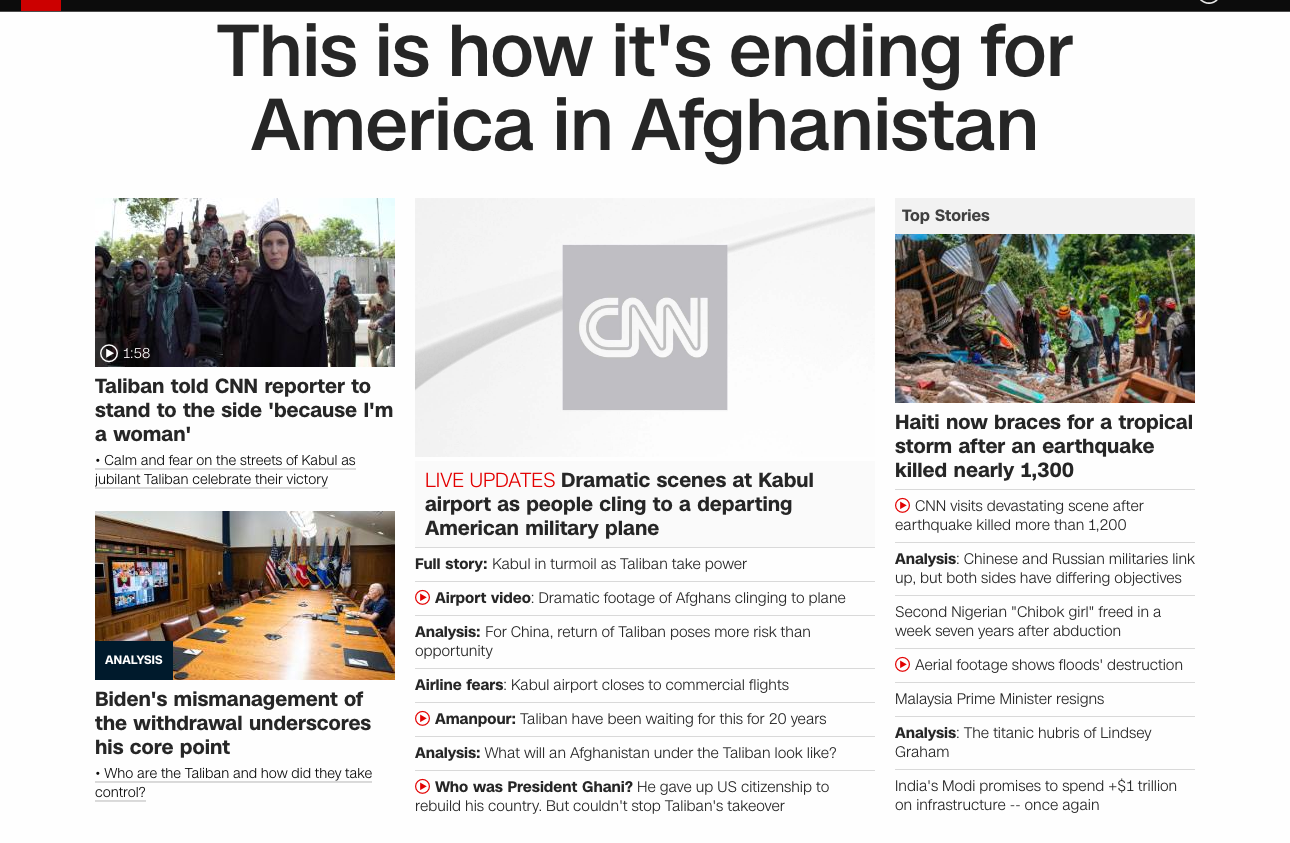 This is how it's ending for
America in Afghanistan
1:58
Taliban told CNN reporter to
stand to the side 'because I'm
a woman'
• Calm and fear on the streets of Kabul as
jubilant Taliban celebrate their victory
ANALYSIS
Biden's mismanagement of
the withdrawal underscores
his core point
• Who are the Taliban and how did they take
control?
CNN
LIVE UPDATES Dramatic scenes at Kabul
airport as people cling to a departing
American military plane
Full story: Kabul in turmoil as Taliban take power
Airport video: Dramatic footage of Afghans clinging to plane
Analysis: For China, return of Taliban poses more risk than
opportunity
Airline fears: Kabul airport closes to commercial flights
Amanpour: Taliban have been waiting for this for 20 years
Analysis: What will an Afghanistan under the Taliban look like?
Who was President Ghani? He gave up US citizenship to
rebuild his country. But couldn't stop Taliban's takeover
Top Stories
Haiti now braces for a tropical
storm after an earthquake
killed nearly 1,300
CNN visits devastating scene after
earthquake killed more than 1,200
Analysis: Chinese and Russian militaries link
up, but both sides have differing objectives
Second Nigerian "Chibok girl" freed in a
week seven years after abduction
Aerial footage shows floods' destruction
Malaysia Prime Minister resigns
Analysis: The titanic hubris of Lindsey
Graham
India's Modi promises to spend +$1 trillion
on infrastructure -- once again